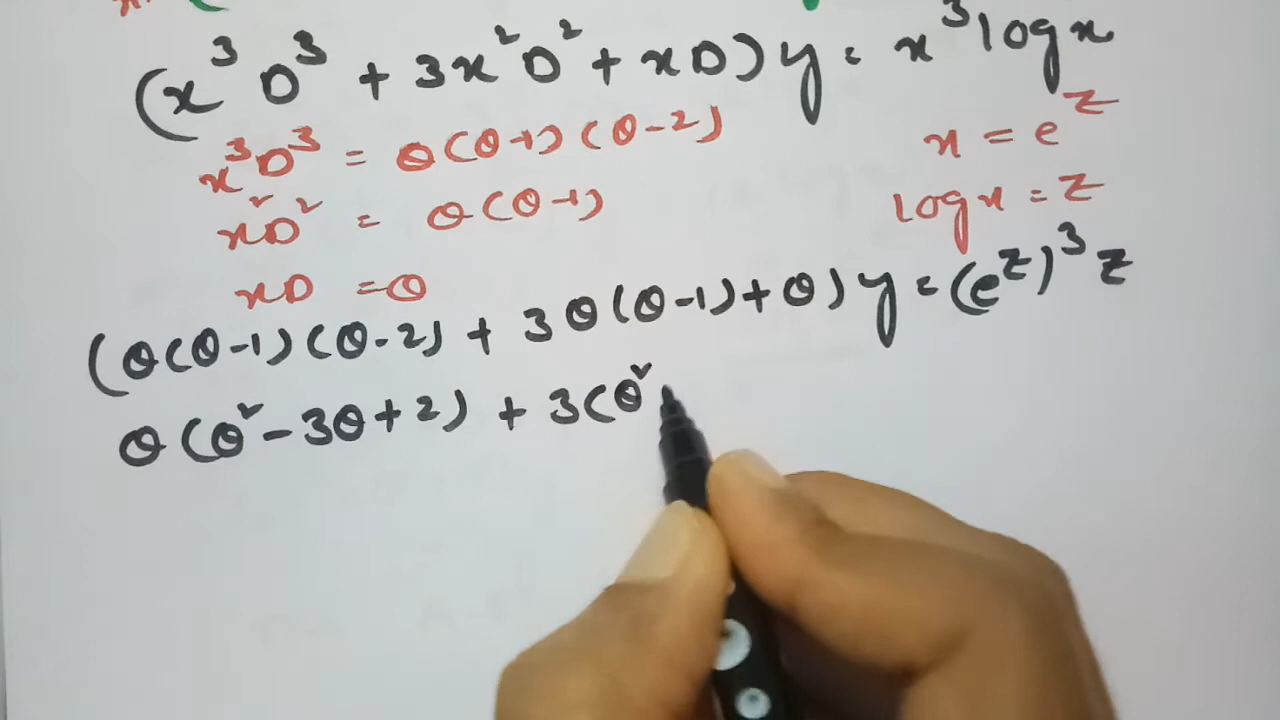 (x³D³ + 3x²D² + xD)y = x³ log x
x³D³ = θ(θ-1)(θ-2)
x = e^z
x²D² = θ(θ-1)
log x = z
xD = θ
(θ(θ-1)(θ-2) + 3θ(θ-1) + θ)y = (e^z)³ z
θ(θ² - 3θ + 2) + 3(θ²